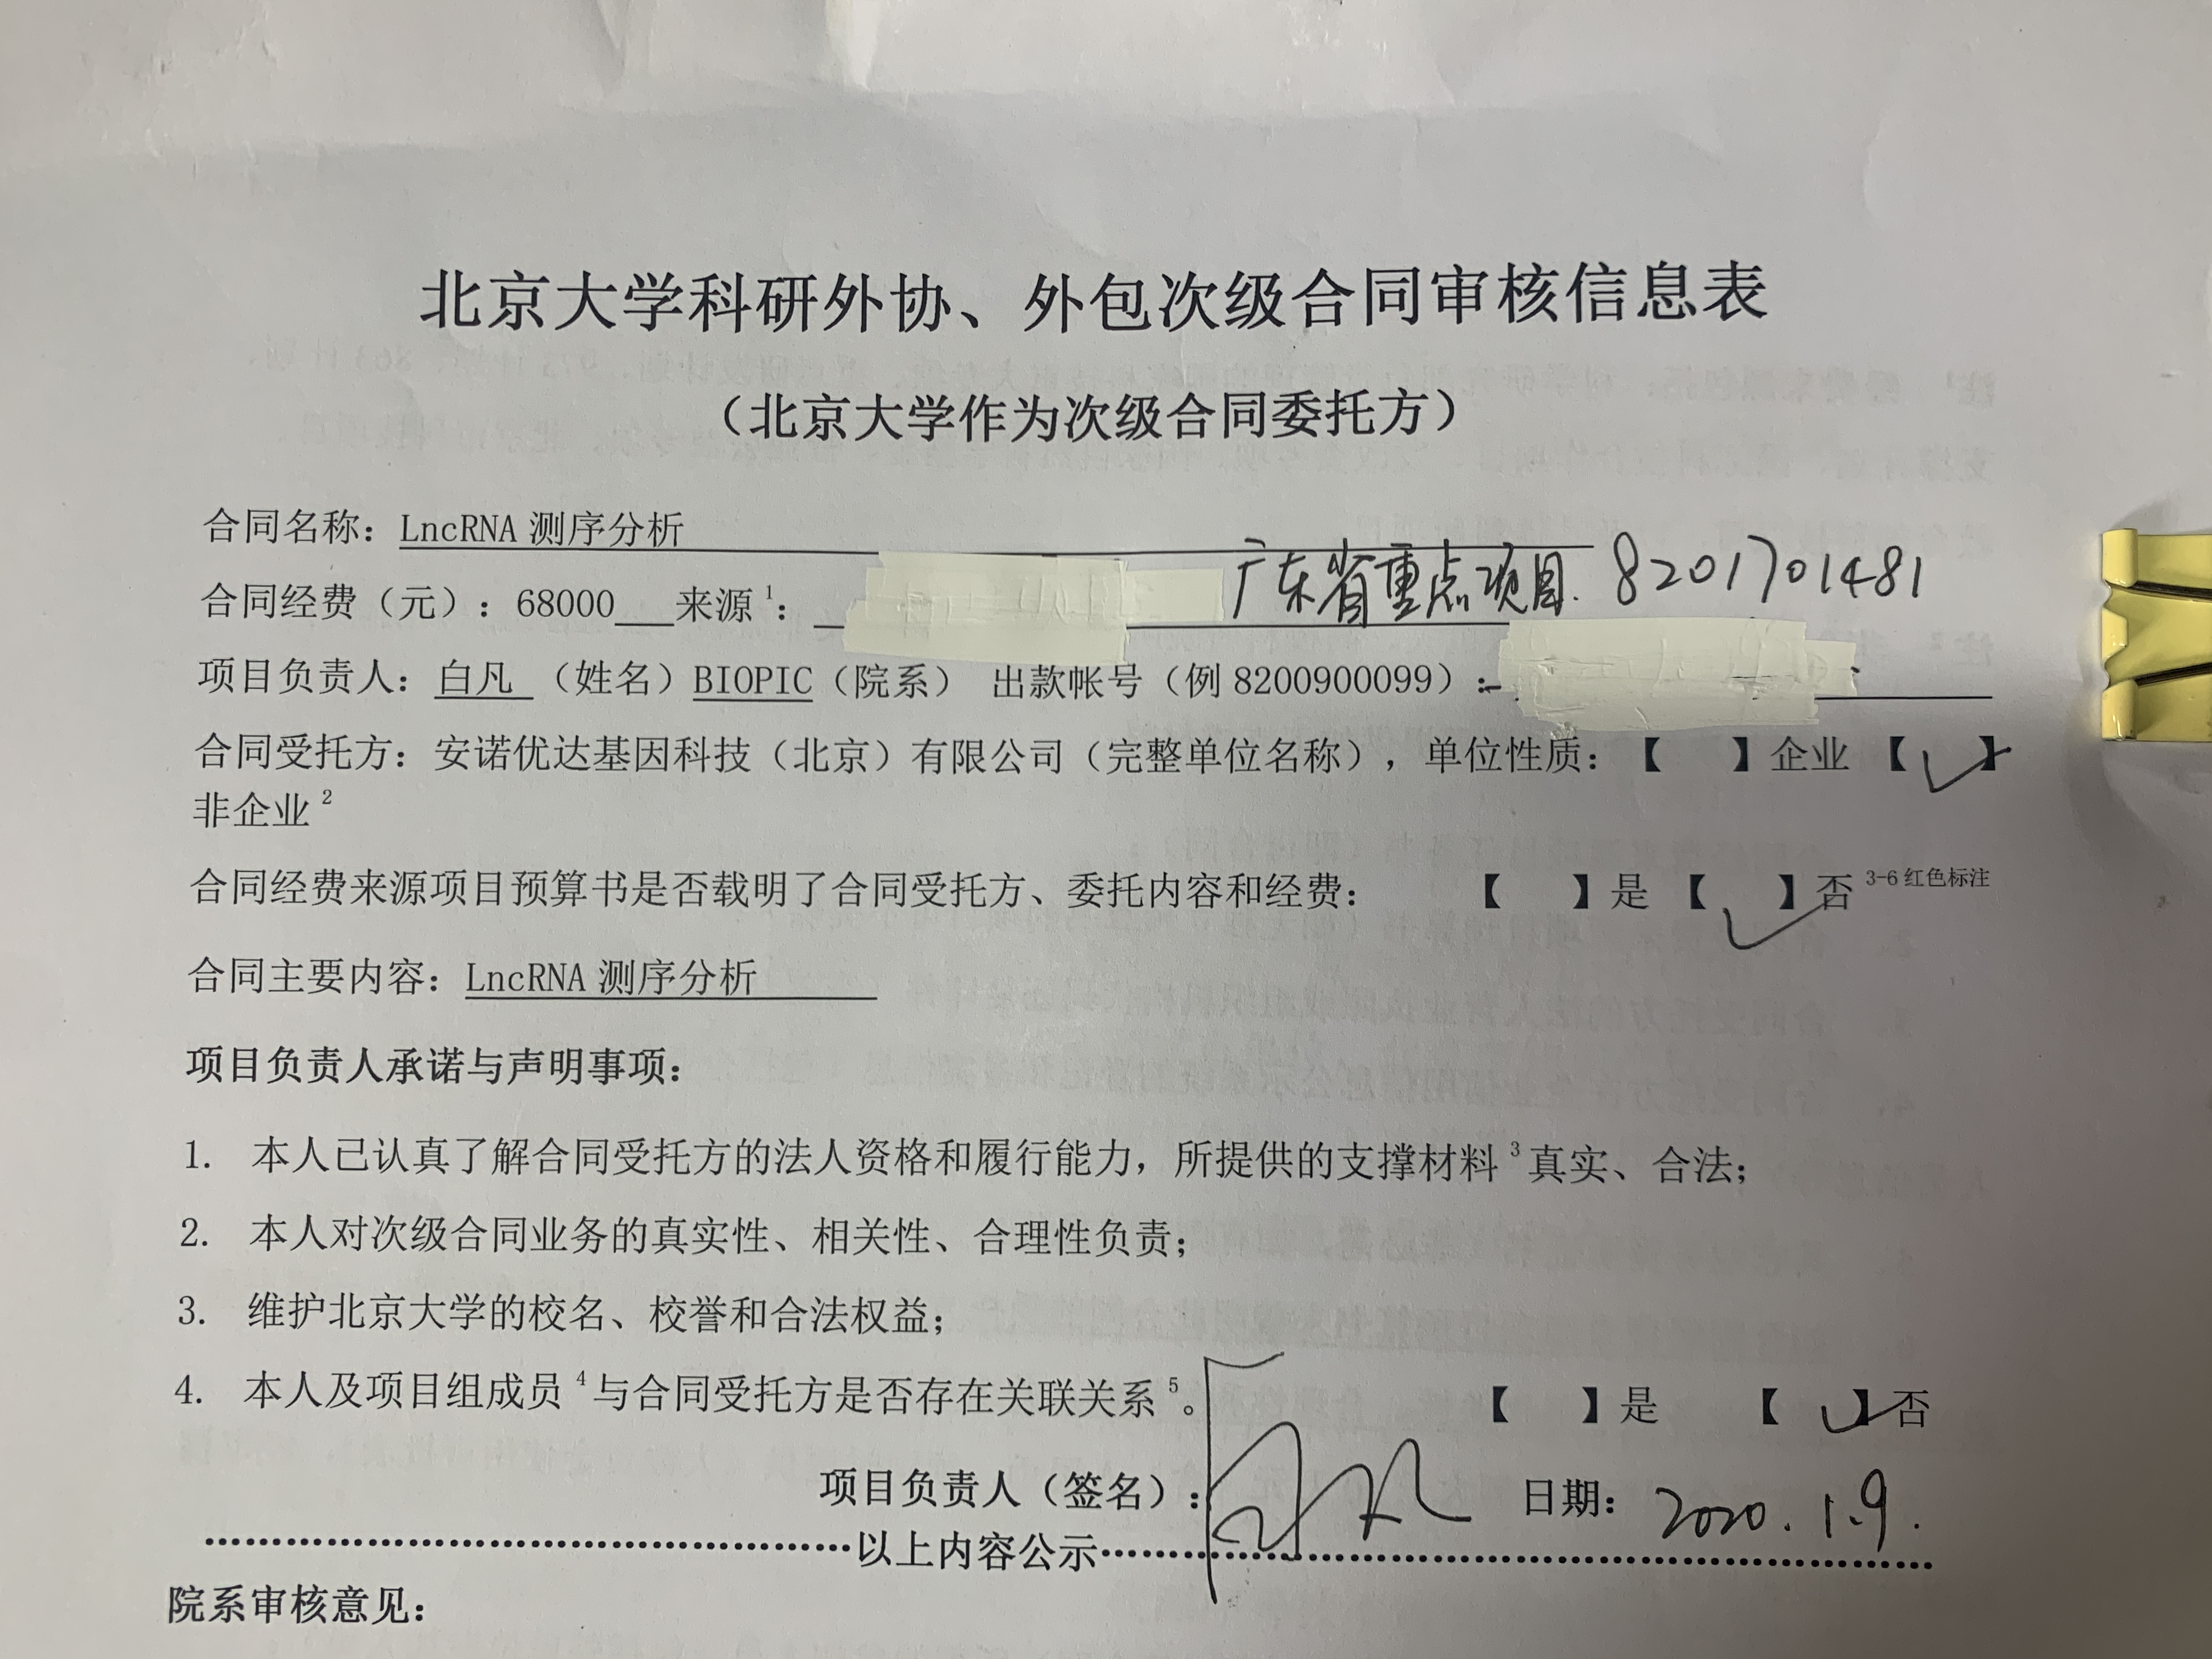 北京大学科研外协、外包次级合同审核信息表
（北京大学作为次级合同委托方）
合同名称：LncRNA 测序分析
合同经费（元）：68000___来源1：广东省重点项目. 8201701481
项目负责人：白凡（姓名）BIOPIC（院系） 出款帐号（例 8200900099）：
合同受托方：安诺优达基因科技（北京）有限公司（完整单位名称），单位性质：【 】企业 【✓】
非企业2
合同经费来源项目预算书是否载明了合同受托方、委托内容和经费： 【 】是 【✓】否 3-6 红色标注
合同主要内容：LncRNA 测序分析
项目负责人承诺与声明事项：
1. 本人已认真了解合同受托方的法人资格和履行能力，所提供的支撑材料3真实、合法；
2. 本人对次级合同业务的真实性、相关性、合理性负责；
3. 维护北京大学的校名、校誉和合法权益；
4. 本人及项目组成员4与合同受托方是否存在关联关系5。 【 】是 【✓】否
项目负责人（签名）： 日期：2020.1.9.
……………以上内容公示……………
院系审核意见：